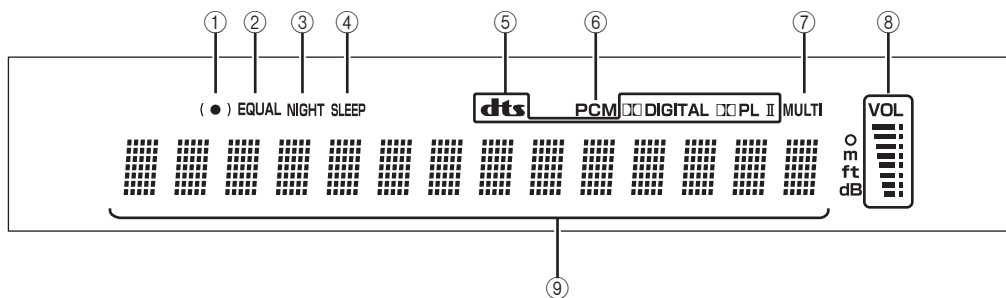 ① ② ③ ④ ⑤ ⑥ ⑦ ⑧
(●) EQUAL NIGHT SLEEP dts PCM DIGITAL PL II MULTI VOL
o
m
ft
dB
⑨